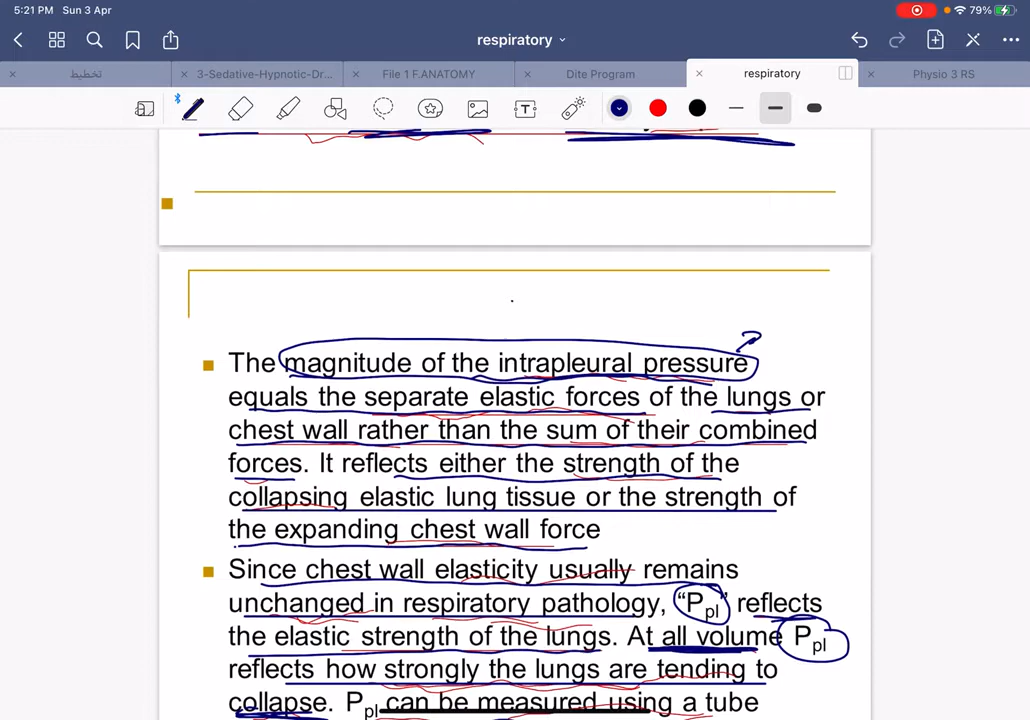 5:21 PM Sun 3 Apr 79%
respiratory
تخطيط 3-Sedative-Hypnotic-Dr... File 1 F.ANATOMY Dite Program respiratory Physio 3 RS
The magnitude of the intrapleural pressure
equals the separate elastic forces of the lungs or
chest wall rather than the sum of their combined
forces. It reflects either the strength of the
collapsing elastic lung tissue or the strength of
the expanding chest wall force
Since chest wall elasticity usually remains
unchanged in respiratory pathology, “Ppl” reflects
the elastic strength of the lungs. At all volume Ppl
reflects how strongly the lungs are tending to
collapse. Ppl can be measured using a tube